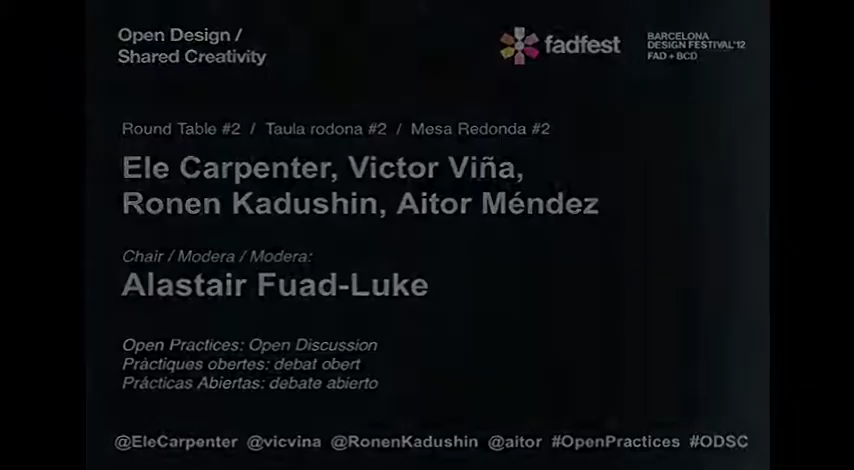 Open Design /
Shared Creativity
fadfest
BARCELONA
DESIGN FESTIVAL'12
FAD + BCD
Round Table #2 / Taula rodona #2 / Mesa Redonda #2
Ele Carpenter, Victor Viña,
Ronen Kadushin, Aitor Méndez
Chair / Modera / Modera:
Alastair Fuad-Luke
Open Practices: Open Discussion
Pràctiques obertes: debat obert
Prácticas Abiertas: debate abierto
@EleCarpenter @vicvina @RonenKadushin @aitor #OpenPractices #ODSC